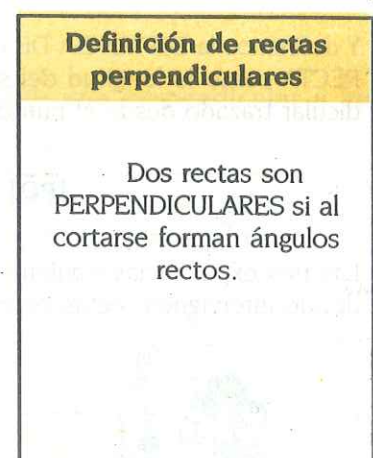 Definición de rectas
perpendiculares
Dos rectas son
PERPENDICULARES si al
cortarse forman ángulos
rectos.